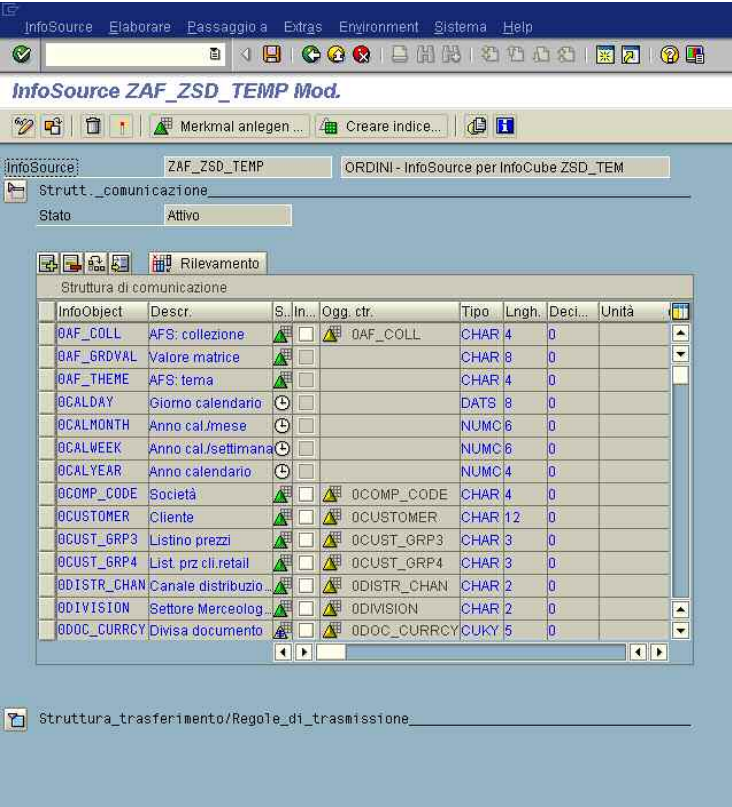 InfoSource Elaborare Passaggio a Extras Environment Sistema Help
InfoSource ZAF_ZSD_TEMP Mod.
Merkmal anlegen ... Creare indice...
InfoSource ZAF_ZSD_TEMP ORDINI - InfoSource per InfoCube ZSD_TEM
Strutt._comunicazione
Stato Attivo
Rilevamento
Struttura di comunicazione
InfoObject Descr. S.. In... Ogg. ctr. Tipo Lngh. Deci... Unità
0AF_COLL AFS: collezione 0AF_COLL CHAR 4 0
0AF_GRDVAL Valore matrice CHAR 8 0
0AF_THEME AFS: tema CHAR 4 0
0CALDAY Giorno calendario DATS 8 0
0CALMONTH Anno cal./mese NUMC 6 0
0CALWEEK Anno cal./settimana NUMC 6 0
0CALYEAR Anno calendario NUMC 4 0
0COMP_CODE Società 0COMP_CODE CHAR 4 0
0CUSTOMER Cliente 0CUSTOMER CHAR 12 0
0CUST_GRP3 Listino prezzi 0CUST_GRP3 CHAR 3 0
0CUST_GRP4 List. prz cli.retail 0CUST_GRP4 CHAR 3 0
0DISTR_CHAN Canale distribuzio... 0DISTR_CHAN CHAR 2 0
0DIVISION Settore Merceolog... 0DIVISION CHAR 2 0
0DOC_CURRCY Divisa documento 0DOC_CURRCY CUKY 5 0
Struttura_trasferimento/Regole_di_trasmissione